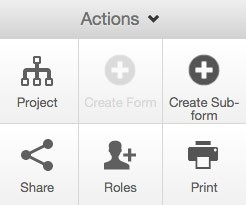 Actions
Project
Create Form
Create Sub-
form
Share
Roles
Print